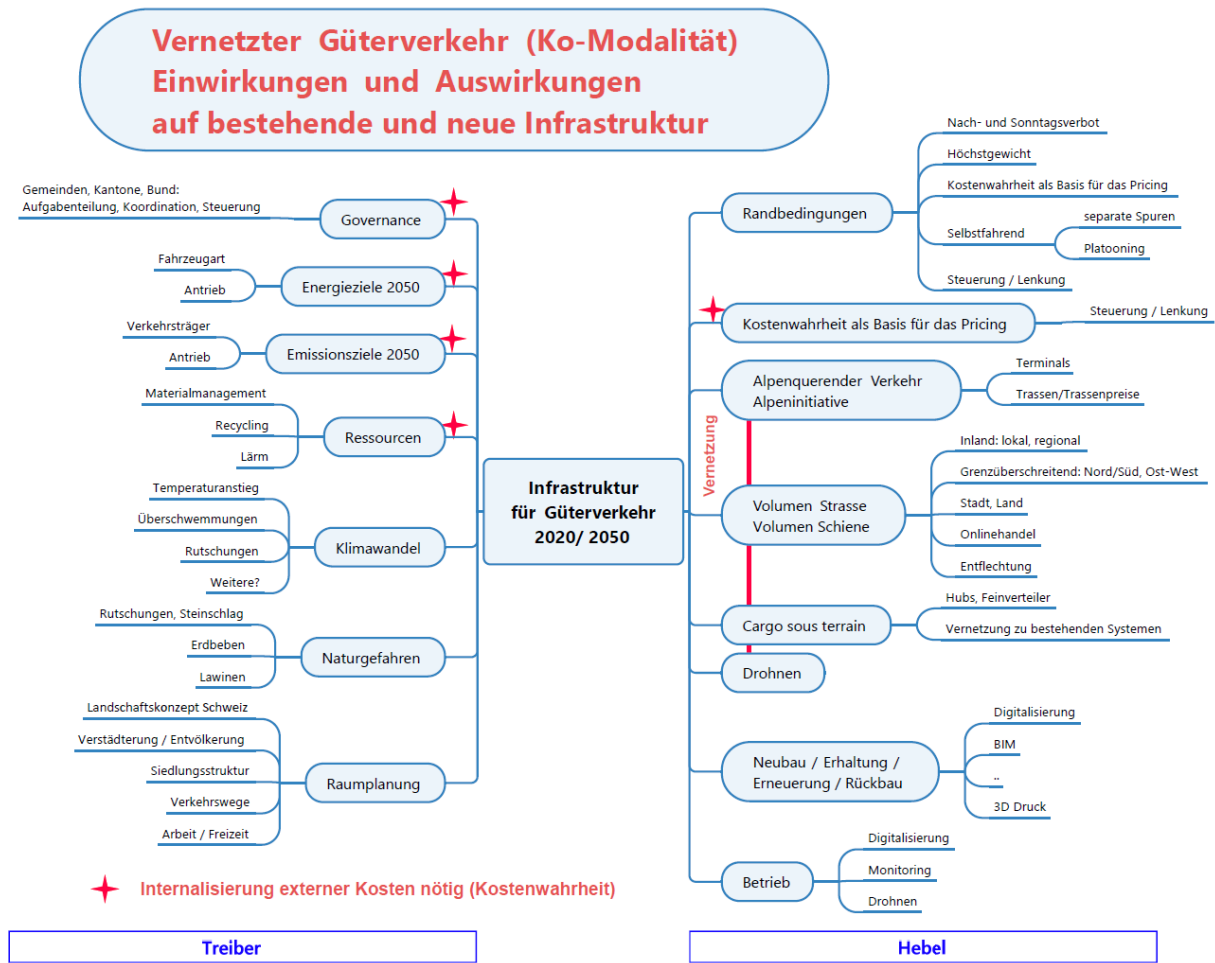 Vernetzter Güterverkehr (Ko-Modalität)
Einwirkungen und Auswirkungen
auf bestehende und neue Infrastruktur
Gemeinden, Kantone, Bund:
Aufgabenteilung, Koordination, Steuerung
Governance
Fahrzeugart
Antrieb
Energieziele 2050
Verkehrsträger
Antrieb
Emissionsziele 2050
Materialmanagement
Recycling
Lärm
Ressourcen
Temperaturanstieg
Überschwemmungen
Rutschungen
Weitere?
Klimawandel
Rutschungen, Steinschlag
Erdbeben
Lawinen
Naturgefahren
Landschaftskonzept Schweiz
Verstädterung / Entvölkerung
Siedlungsstruktur
Verkehrswege
Arbeit / Freizeit
Raumplanung
Infrastruktur
für Güterverkehr
2020/ 2050
Randbedingungen
Nach- und Sonntagsverbot
Höchstgewicht
Kostenwahrheit als Basis für das Pricing
Selbstfahrend
separate Spuren
Platooning
Steuerung / Lenkung
Kostenwahrheit als Basis für das Pricing
Steuerung / Lenkung
Alpenquerender Verkehr
Alpeninitiative
Terminals
Trassen/Trassenpreise
Vernetzung
Volumen Strasse
Volumen Schiene
Inland: lokal, regional
Grenzüberschreitend: Nord/Süd, Ost-West
Stadt, Land
Onlinehandel
Entflechtung
Cargo sous terrain
Hubs, Feinverteiler
Vernetzung zu bestehenden Systemen
Drohnen
Neubau / Erhaltung /
Erneuerung / Rückbau
Digitalisierung
BIM
..
3D Druck
Betrieb
Digitalisierung
Monitoring
Drohnen
Internalisierung externer Kosten nötig (Kostenwahrheit)
Treiber
Hebel